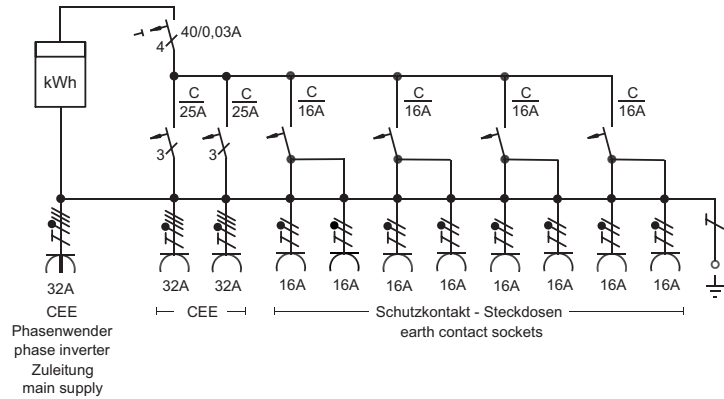 40/0,03A
4
kWh
C
25A
C
25A
C
16A
C
16A
C
16A
C
16A
3
3
32A
32A
32A
16A
16A
16A
16A
16A
16A
16A
16A
CEE
Phasenwender
phase inverter
Zuleitung
main supply
CEE
Schutzkontakt - Steckdosen
earth contact sockets